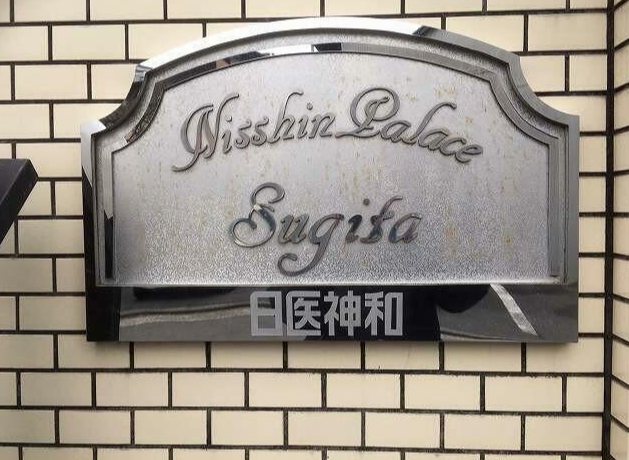 Nisshin Palace
Sugita
日医神和